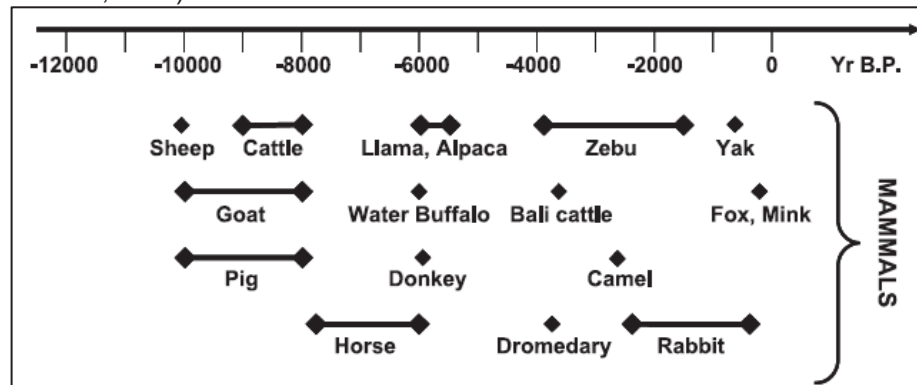 -12000 -10000 -8000 -6000 -4000 -2000 0 Yr B.P.
Sheep Cattle Llama, Alpaca Zebu Yak
Goat Water Buffalo Bali cattle Fox, Mink
Pig Donkey Camel
Horse Dromedary Rabbit
MAMMALS